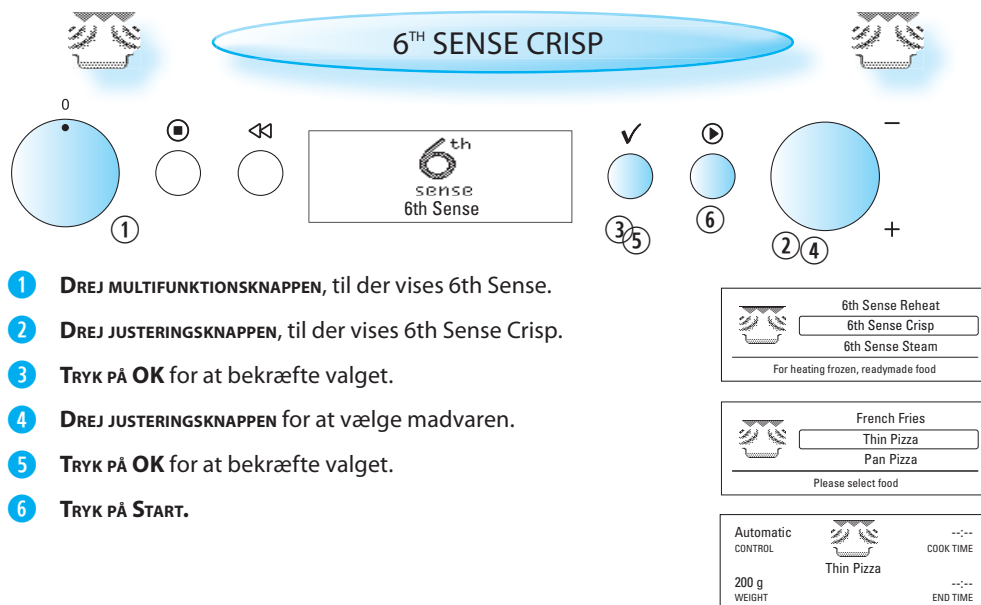 6TH SENSE CRISP
0
6th
sense
6th Sense
−
+
1
3
5
6
2
4
1 DREJ MULTIFUNKTIONSKNAPPEN, til der vises 6th Sense.
2 DREJ JUSTERINGSKNAPPEN, til der vises 6th Sense Crisp.
3 TRYK PÅ OK for at bekræfte valget.
4 DREJ JUSTERINGSKNAPPEN for at vælge madvaren.
5 TRYK PÅ OK for at bekræfte valget.
6 TRYK PÅ START.
6th Sense Reheat
6th Sense Crisp
6th Sense Steam
For heating frozen, readymade food
French Fries
Thin Pizza
Pan Pizza
Please select food
Automatic --:--
CONTROL COOK TIME
Thin Pizza
200 g --:--
WEIGHT END TIME